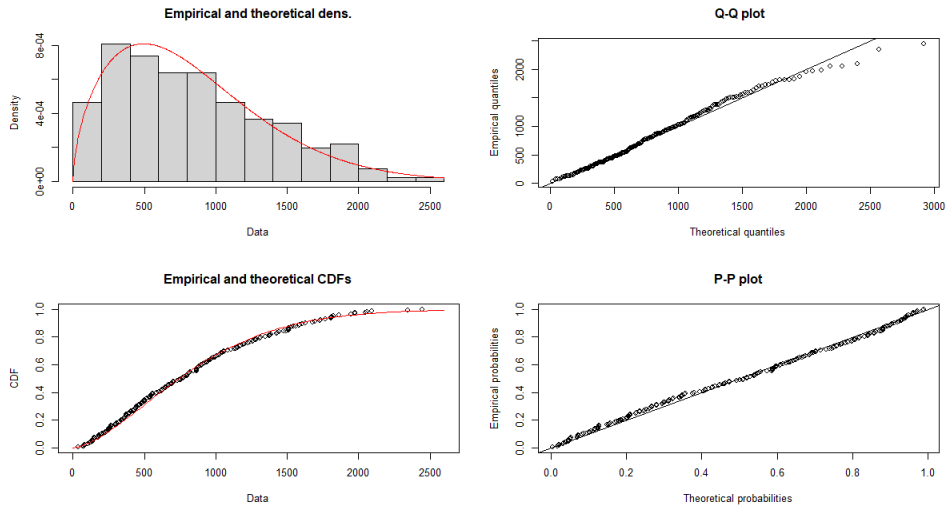 Empirical and theoretical dens.
Density
0e+00 4e-04 8e-04
0 500 1000 1500 2000 2500
Data
Q-Q plot
Empirical quantiles
0 500 1000 2000
0 500 1000 1500 2000 2500 3000
Theoretical quantiles
Empirical and theoretical CDFs
CDF
0.0 0.2 0.4 0.6 0.8 1.0
0 500 1000 1500 2000 2500
Data
P-P plot
Empirical probabilities
0.0 0.2 0.4 0.6 0.8 1.0
0.0 0.2 0.4 0.6 0.8 1.0
Theoretical probabilities